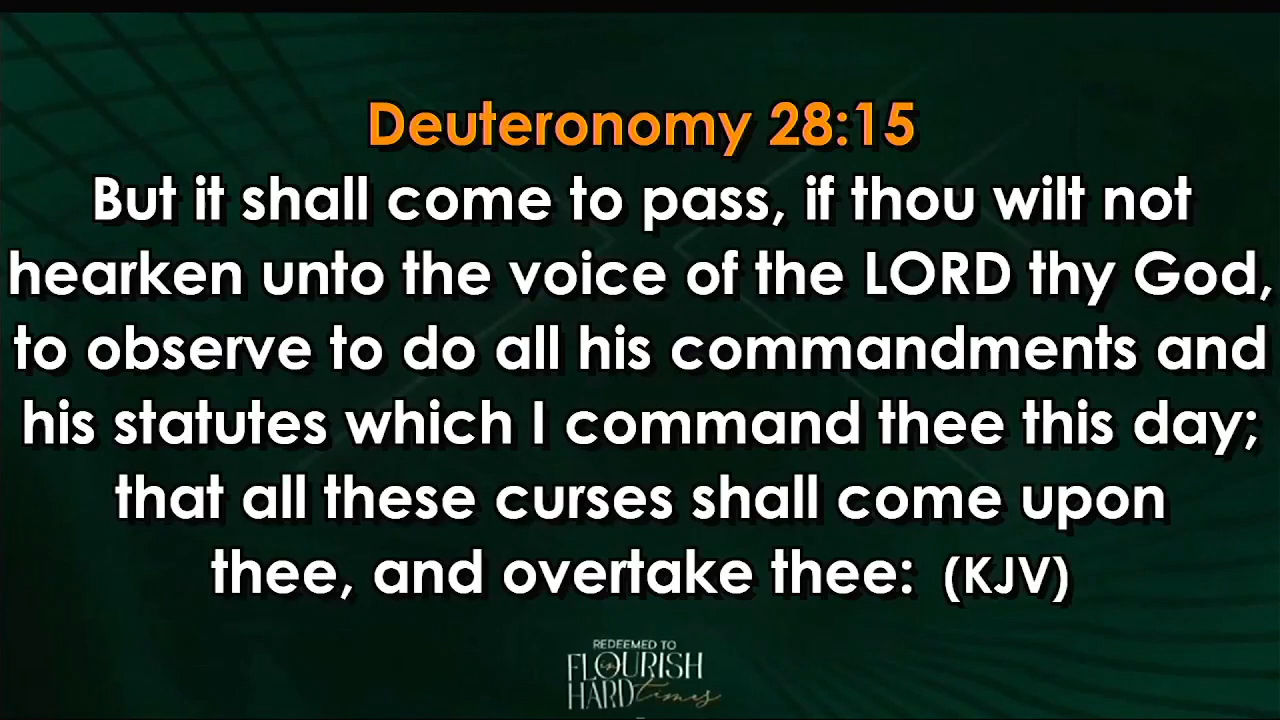 Deuteronomy 28:15
But it shall come to pass, if thou wilt not
hearken unto the voice of the LORD thy God,
to observe to do all his commandments and
his statutes which I command thee this day;
that all these curses shall come upon
thee, and overtake thee: (KJV)
REDEEMED TO
FLOURISH
in
HARD times